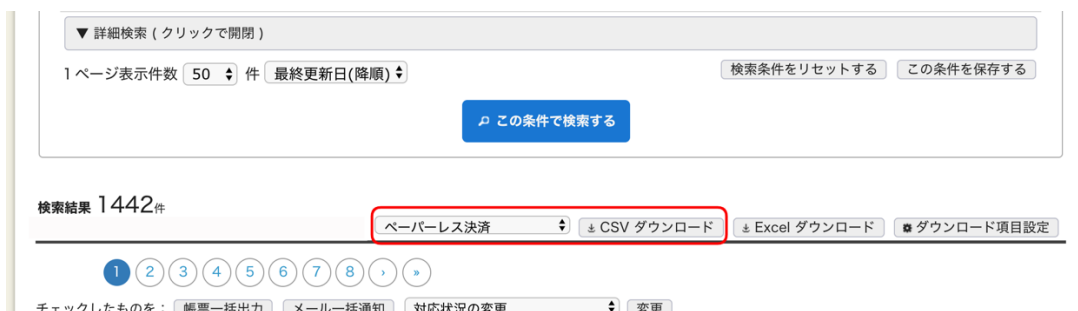 ▼ 詳細検索 ( クリックで開閉 )
1 ページ表示件数 50 件 最終更新日(降順) 検索条件をリセットする この条件を保存する
この条件で検索する
検索結果 1442件
ペーパーレス決済 CSV ダウンロード Excel ダウンロード ダウンロード項目設定
1 2 3 4 5 6 7 8 › »
チェックしたものを： 帳票一括出力 メール一括通知 対応状況の変更 変更